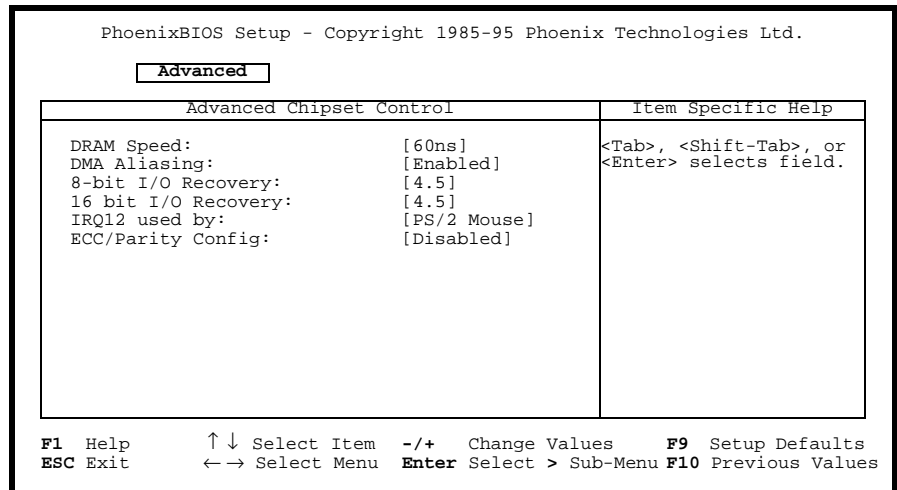 PhoenixBIOS Setup - Copyright 1985-95 Phoenix Technologies Ltd.
Advanced
Advanced Chipset Control Item Specific Help
DRAM Speed: [60ns] <Tab>, <Shift-Tab>, or
DMA Aliasing: [Enabled] <Enter> selects field.
8-bit I/O Recovery: [4.5]
16 bit I/O Recovery: [4.5]
IRQ12 used by: [PS/2 Mouse]
ECC/Parity Config: [Disabled]
F1 Help ↑↓ Select Item -/+ Change Values F9 Setup Defaults
ESC Exit ←→ Select Menu Enter Select > Sub-Menu F10 Previous Values